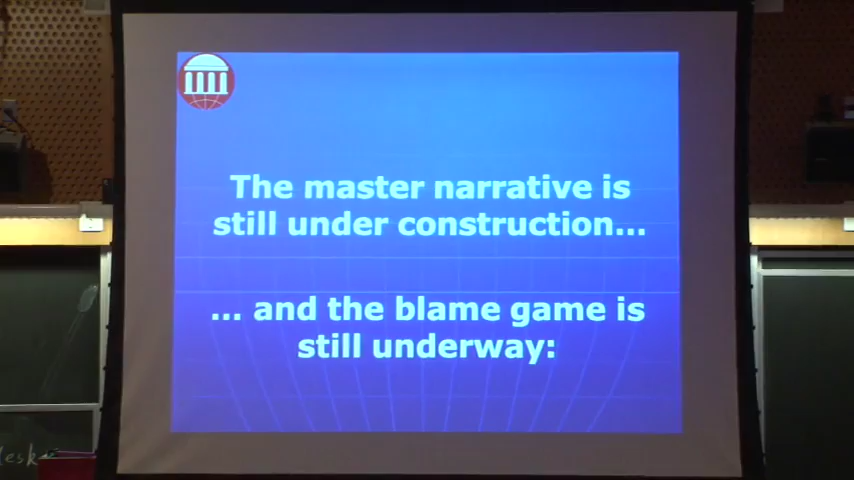 The master narrative is
still under construction...
... and the blame game is
still underway: